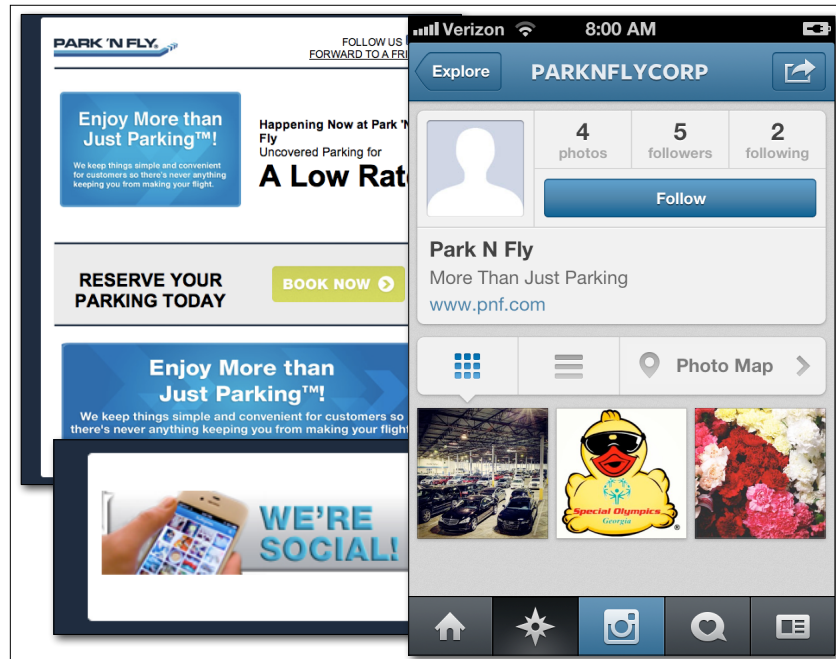 PARK 'N FLY.
FOLLOW US
FORWARD TO A FRI
Enjoy More than
Just Parking™!
We keep things simple and convenient
for customers so there's never anything
keeping you from making your flight.
Happening Now at Park 'N
Fly
Uncovered Parking for
A Low Rat
RESERVE YOUR
PARKING TODAY
BOOK NOW
Enjoy More than
Just Parking™!
We keep things simple and convenient for customers so
there's never anything keeping you from making your flight
WE'RE
SOCIAL!
Verizon 8:00 AM
Explore PARKNFLYCORP
4 5 2
photos followers following
Follow
Park N Fly
More Than Just Parking
www.pnf.com
Photo Map
Special Olympics
Georgia
®